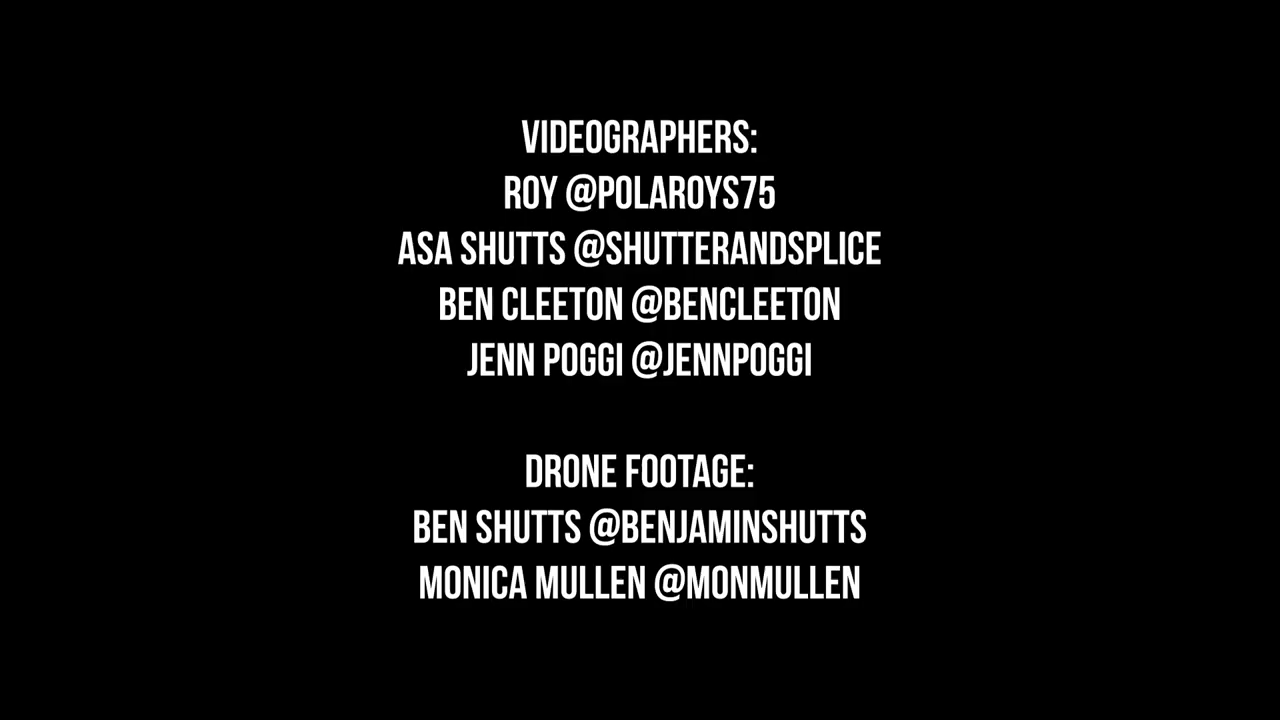 VIDEOGRAPHERS:
ROY @POLAROYS75
ASA SHUTTS @SHUTTERANDSPLICE
BEN CLEETON @BENCLEETON
JENN POGGI @JENNPOGGI
DRONE FOOTAGE:
BEN SHUTTS @BENJAMINSHUTTS
MONICA MULLEN @MONMULLEN